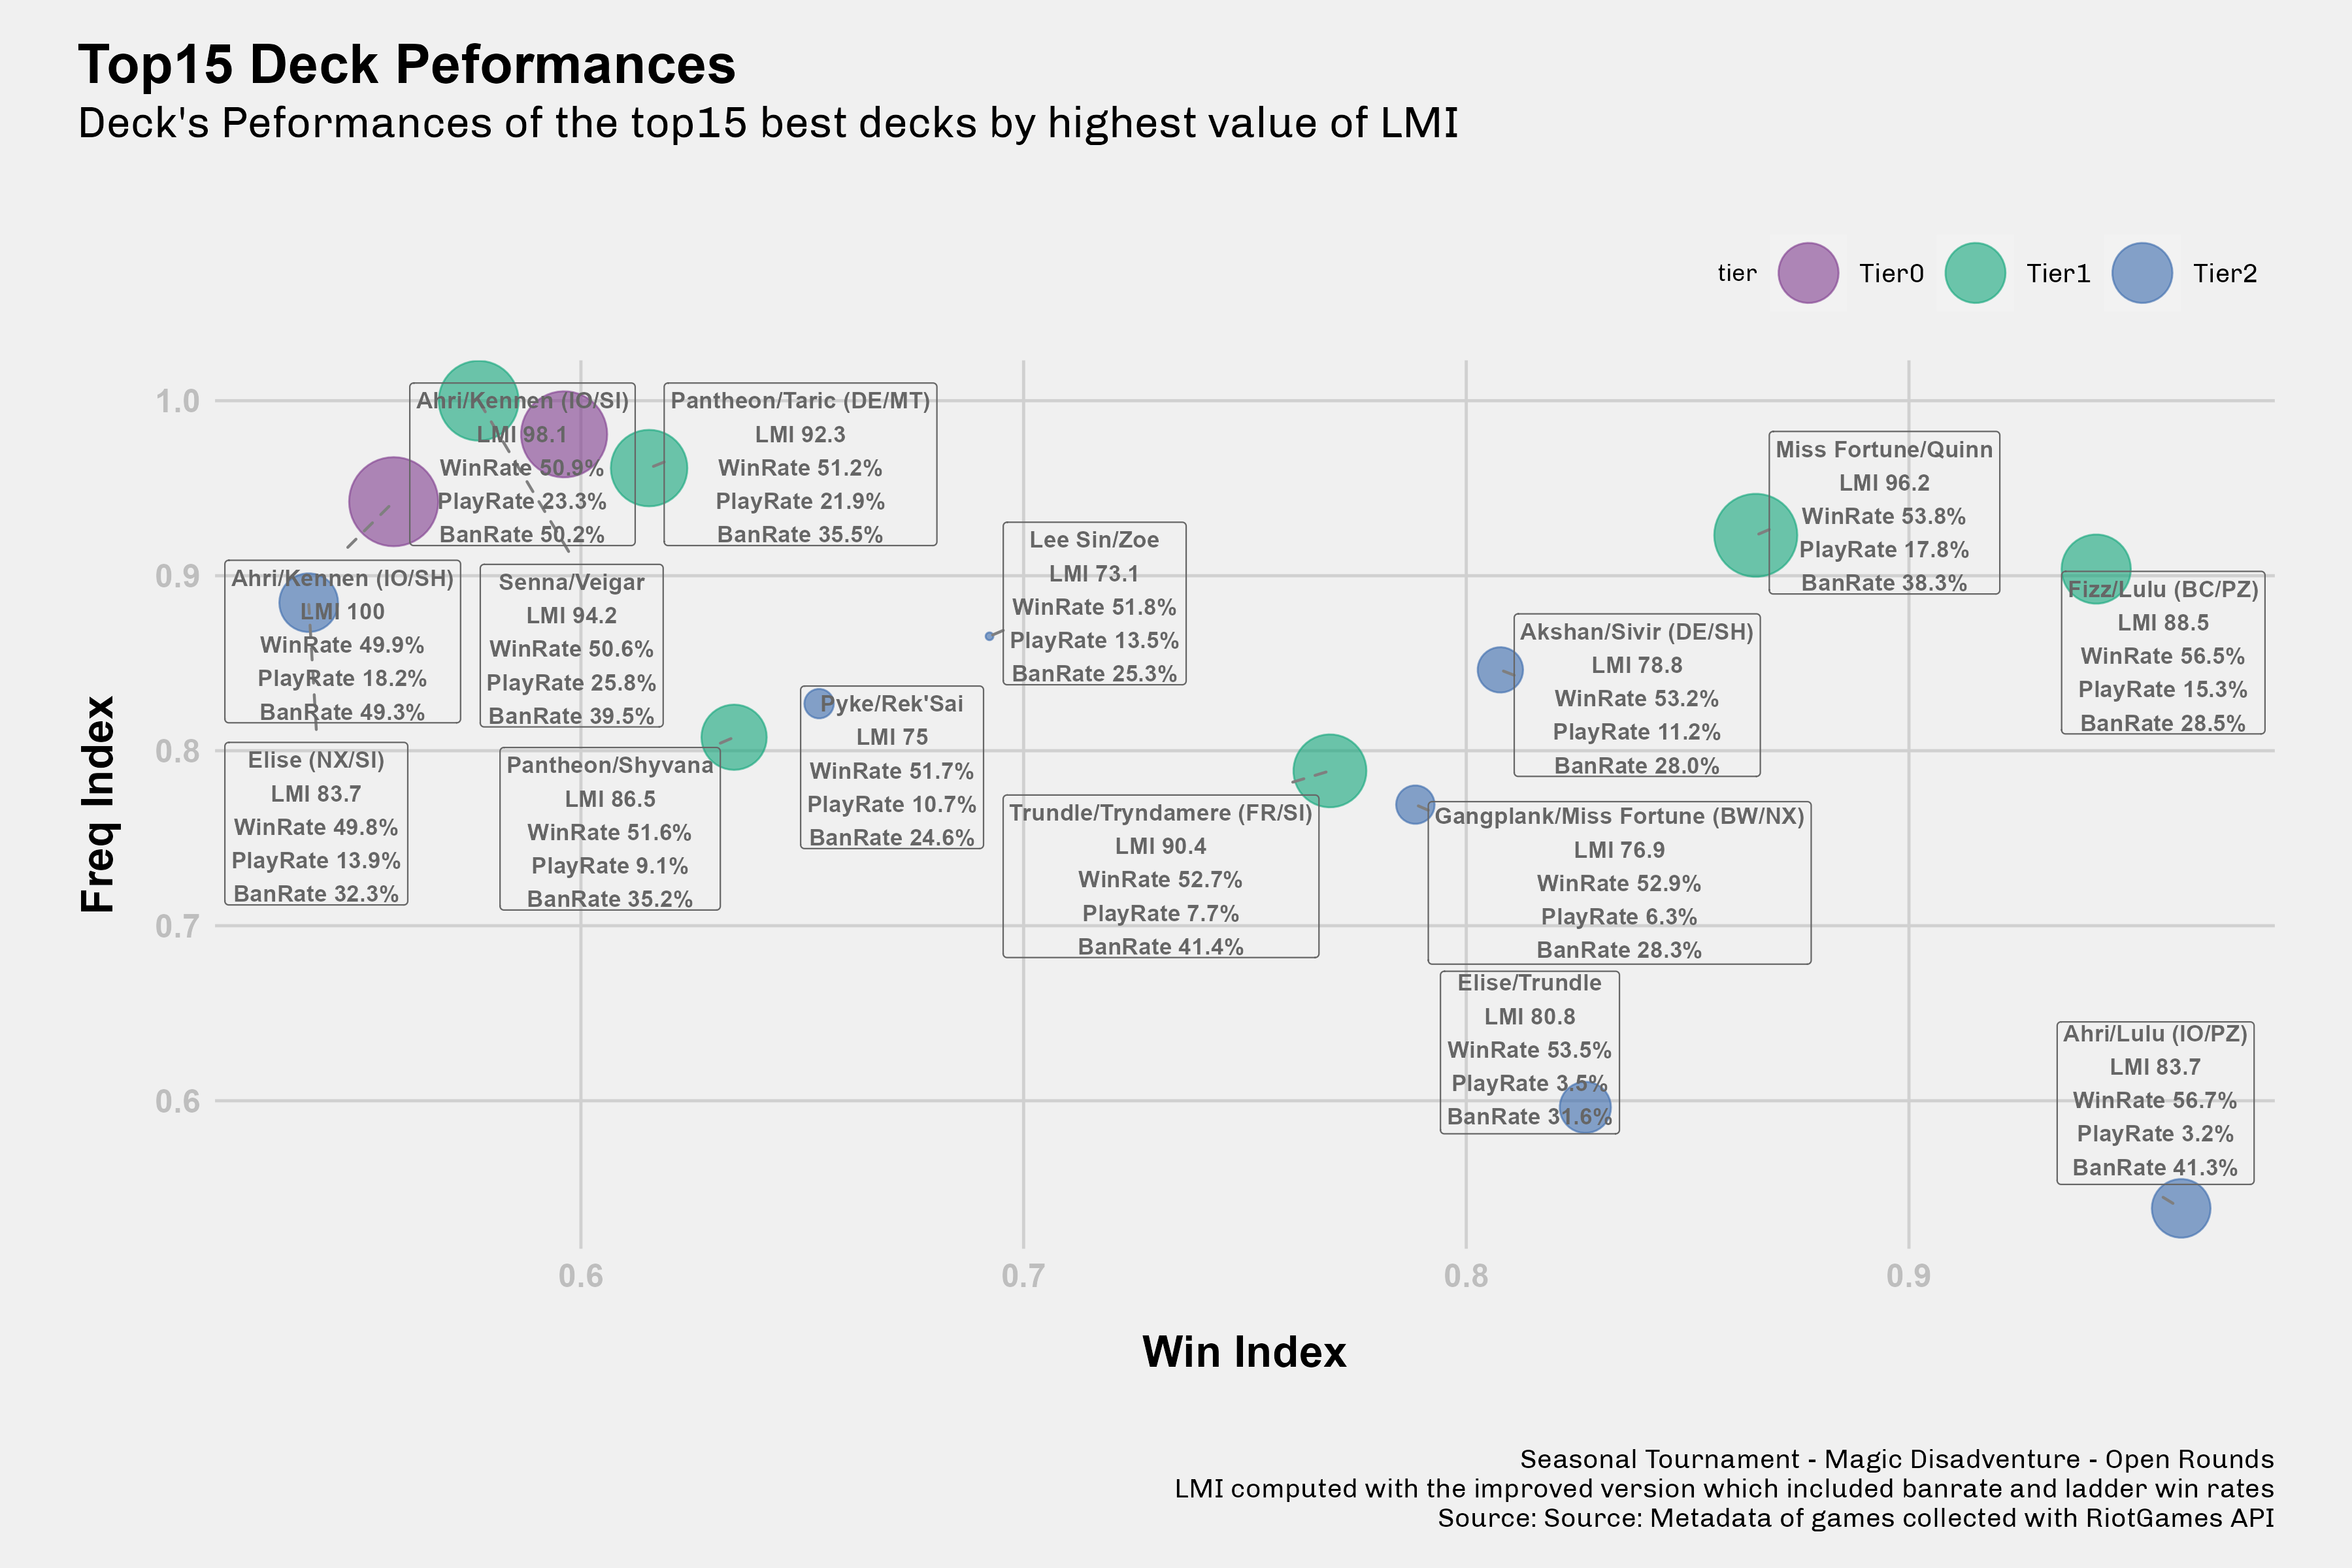 Top15 Deck Peformances
Deck's Peformances of the top15 best decks by highest value of LMI
tier Tier0 Tier1 Tier2
Freq Index
1.0
0.9
0.8
0.7
0.6
Ahri/Kennen (IO/SI)
LMI 98.1
WinRate 50.9%
PlayRate 23.3%
BanRate 50.2%
Pantheon/Taric (DE/MT)
LMI 92.3
WinRate 51.2%
PlayRate 21.9%
BanRate 35.5%
Miss Fortune/Quinn
LMI 96.2
WinRate 53.8%
PlayRate 17.8%
BanRate 38.3%
Lee Sin/Zoe
LMI 73.1
WinRate 51.8%
PlayRate 13.5%
BanRate 25.3%
Ahri/Kennen (IO/SH)
LMI 100
WinRate 49.9%
PlayRate 18.2%
BanRate 49.3%
Senna/Veigar
LMI 94.2
WinRate 50.6%
PlayRate 25.8%
BanRate 39.5%
Fizz/Lulu (BC/PZ)
LMI 88.5
WinRate 56.5%
PlayRate 15.3%
BanRate 28.5%
Akshan/Sivir (DE/SH)
LMI 78.8
WinRate 53.2%
PlayRate 11.2%
BanRate 28.0%
Pyke/Rek'Sai
LMI 75
WinRate 51.7%
PlayRate 10.7%
BanRate 24.6%
Elise (NX/SI)
LMI 83.7
WinRate 49.8%
PlayRate 13.9%
BanRate 32.3%
Pantheon/Shyvana
LMI 86.5
WinRate 51.6%
PlayRate 9.1%
BanRate 35.2%
Trundle/Tryndamere (FR/SI)
LMI 90.4
WinRate 52.7%
PlayRate 7.7%
BanRate 41.4%
Gangplank/Miss Fortune (BW/NX)
LMI 76.9
WinRate 52.9%
PlayRate 6.3%
BanRate 28.3%
Elise/Trundle
LMI 80.8
WinRate 53.5%
PlayRate 3.5%
BanRate 31.6%
Ahri/Lulu (IO/PZ)
LMI 83.7
WinRate 56.7%
PlayRate 3.2%
BanRate 41.3%
0.6 0.7 0.8 0.9
Win Index
Seasonal Tournament - Magic Disadventure - Open Rounds
LMI computed with the improved version which included banrate and ladder win rates
Source: Source: Metadata of games collected with RiotGames API